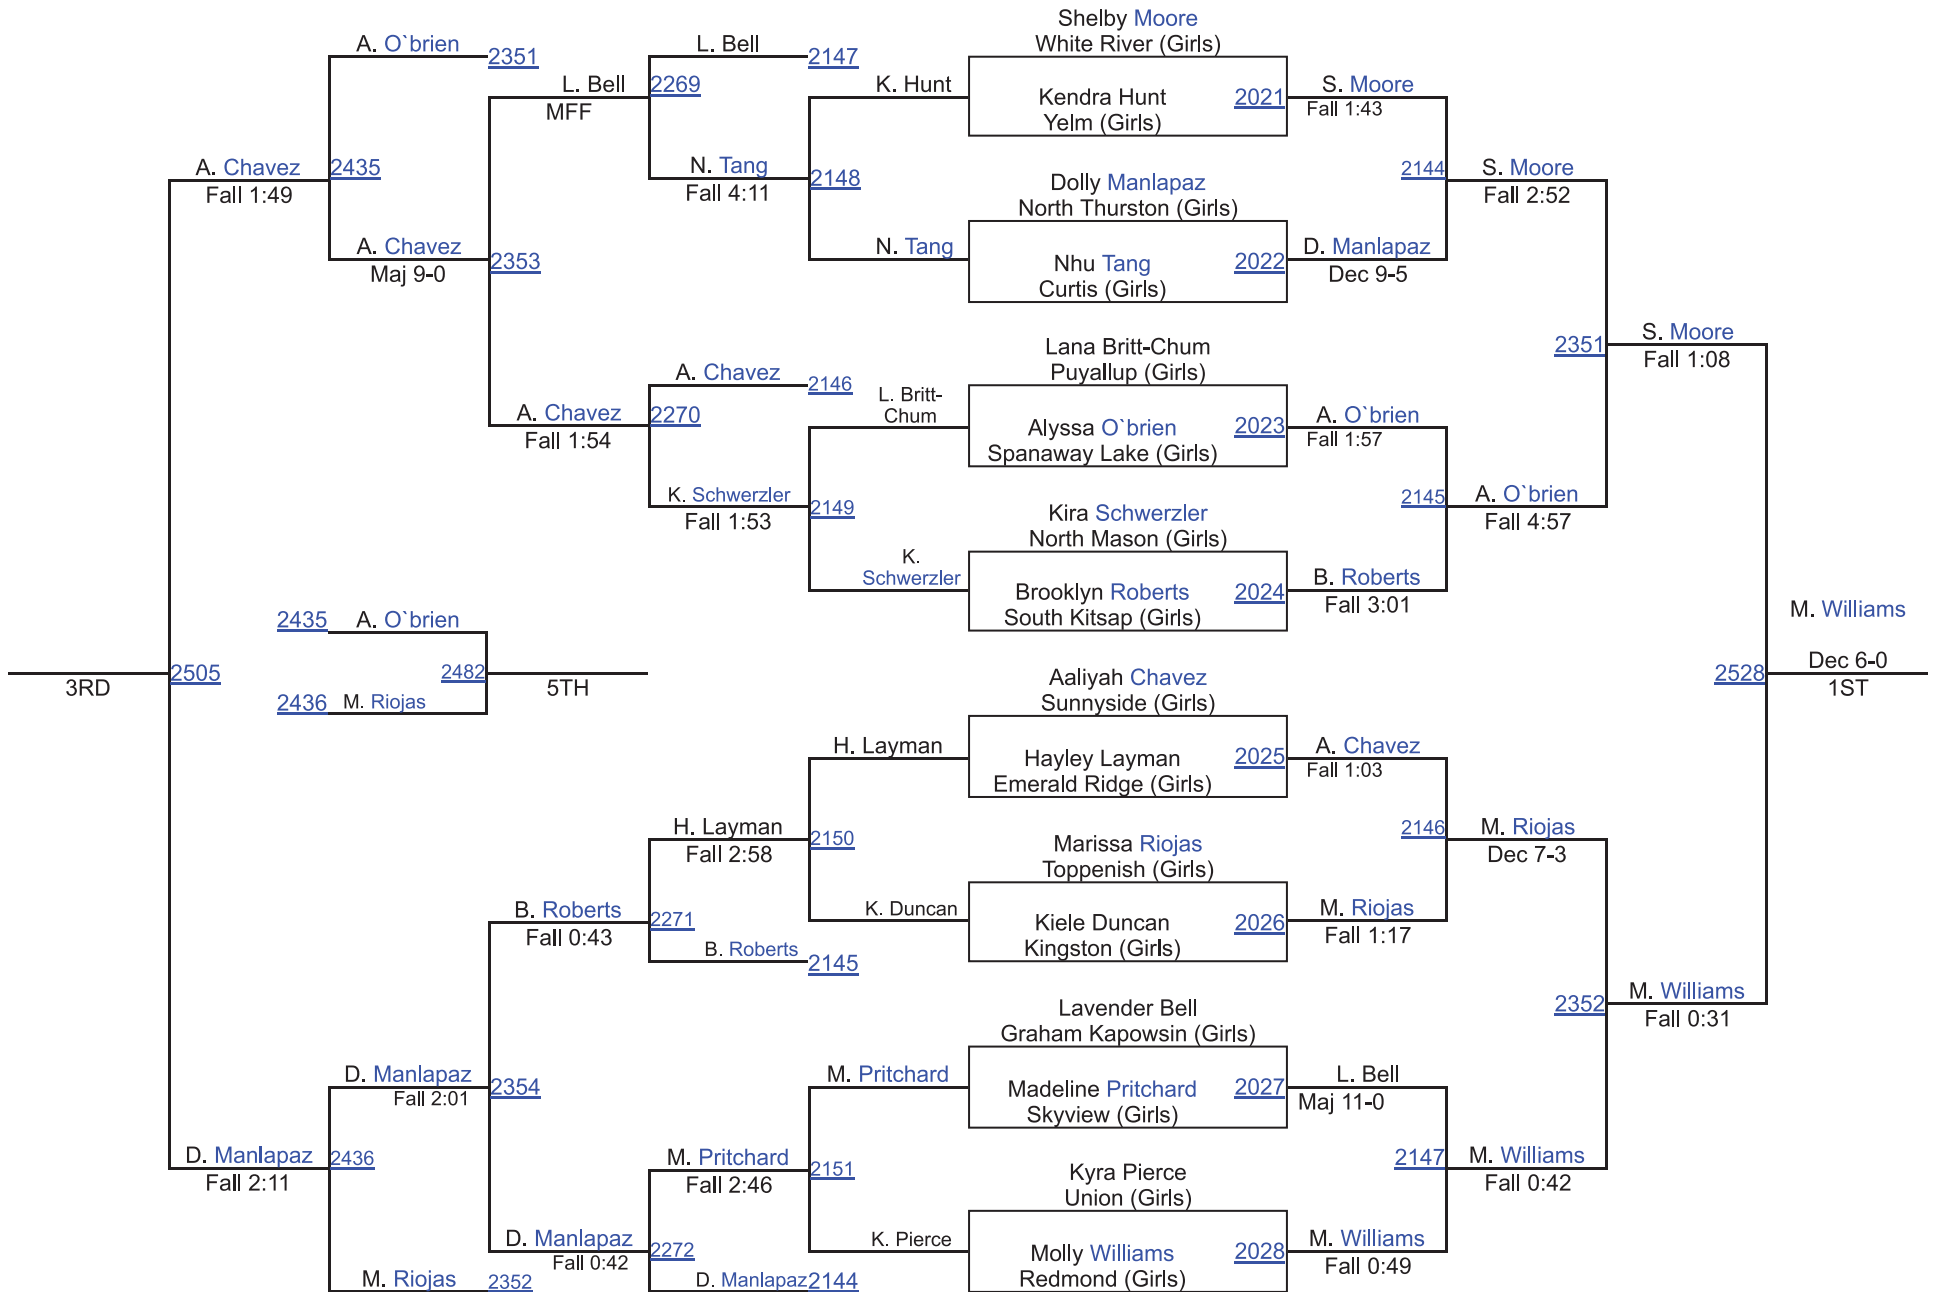 Shelby Moore
White River (Girls)
A. O`brien
2351
L. Bell
2147
L. Bell
2269
MFF
K. Hunt
Kendra Hunt
Yelm (Girls)
2021
S. Moore
Fall 1:43
A. Chavez
Fall 1:49
2435
N. Tang
Fall 4:11
2148
Dolly Manlapaz
North Thurston (Girls)
2144
S. Moore
Fall 2:52
A. Chavez
Maj 9-0
2353
N. Tang
Nhu Tang
Curtis (Girls)
2022
D. Manlapaz
Dec 9-5
Lana Britt-Chum
Puyallup (Girls)
2351
S. Moore
Fall 1:08
A. Chavez
2146
L. Britt-
Chum
A. Chavez
Fall 1:54
2270
Alyssa O`brien
Spanaway Lake (Girls)
2023
A. O`brien
Fall 1:57
K. Schwerzler
Fall 1:53
2149
Kira Schwerzler
North Mason (Girls)
2145
A. O`brien
Fall 4:57
K.
Schwerzler
Brooklyn Roberts
South Kitsap (Girls)
2024
B. Roberts
Fall 3:01
2435
A. O`brien
M. Williams
3RD
2505
2482
5TH
2436
M. Riojas
Aaliyah Chavez
Sunnyside (Girls)
2528
Dec 6-0
1ST
H. Layman
Hayley Layman
Emerald Ridge (Girls)
2025
A. Chavez
Fall 1:03
H. Layman
Fall 2:58
2150
Marissa Riojas
Toppenish (Girls)
2146
M. Riojas
Dec 7-3
B. Roberts
Fall 0:43
2271
K. Duncan
Kiele Duncan
Kingston (Girls)
2026
M. Riojas
Fall 1:17
B. Roberts
2145
Lavender Bell
Graham Kapowsin (Girls)
2352
M. Williams
Fall 0:31
D. Manlapaz
Fall 2:01
2354
M. Pritchard
Madeline Pritchard
Skyview (Girls)
2027
L. Bell
Maj 11-0
D. Manlapaz
Fall 2:11
2436
M. Pritchard
Fall 2:46
2151
Kyra Pierce
Union (Girls)
2147
M. Williams
Fall 0:42
D. Manlapaz
Fall 0:42
2272
K. Pierce
Molly Williams
Redmond (Girls)
2028
M. Williams
Fall 0:49
M. Riojas
2352
D. Manlapaz
2144